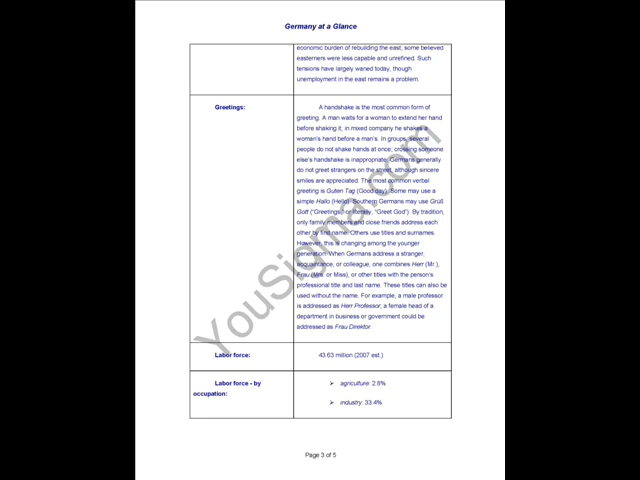 Germany at a Glance
economic burden of rebuilding the east; some believed
easterners were less capable and unrefined. Such
tensions have largely waned today, though
unemployment in the east remains a problem.
Greetings:
A handshake is the most common form of
greeting. A man waits for a woman to extend her hand
before shaking it; in mixed company he shakes a
woman's hand before a man's. In groups, several
people do not shake hands at once; crossing someone
else's handshake is inappropriate. Germans generally
do not greet strangers on the street, although sincere
smiles are appreciated. The most common verbal
greeting is Guten Tag (Good day). Some may use a
simple Hallo (Hello). Southern Germans may use Grüß
Gott ("Greetings," or literally, "Greet God"). By tradition,
only family members and close friends address each
other by first name. Others use titles and surnames.
However, this is changing among the younger
generation. When Germans address a stranger,
acquaintance, or colleague, one combines Herr (Mr.),
Frau (Mrs. or Miss), or other titles with the person's
professional title and last name. These titles can also be
used without the name. For example, a male professor
is addressed as Herr Professor; a female head of a
department in business or government could be
addressed as Frau Direktor.
Labor force:
43.63 million (2007 est.)
Labor force - by
occupation:
➢ agriculture: 2.8%
➢ industry: 33.4%
YouSigma.com
Page 3 of 5